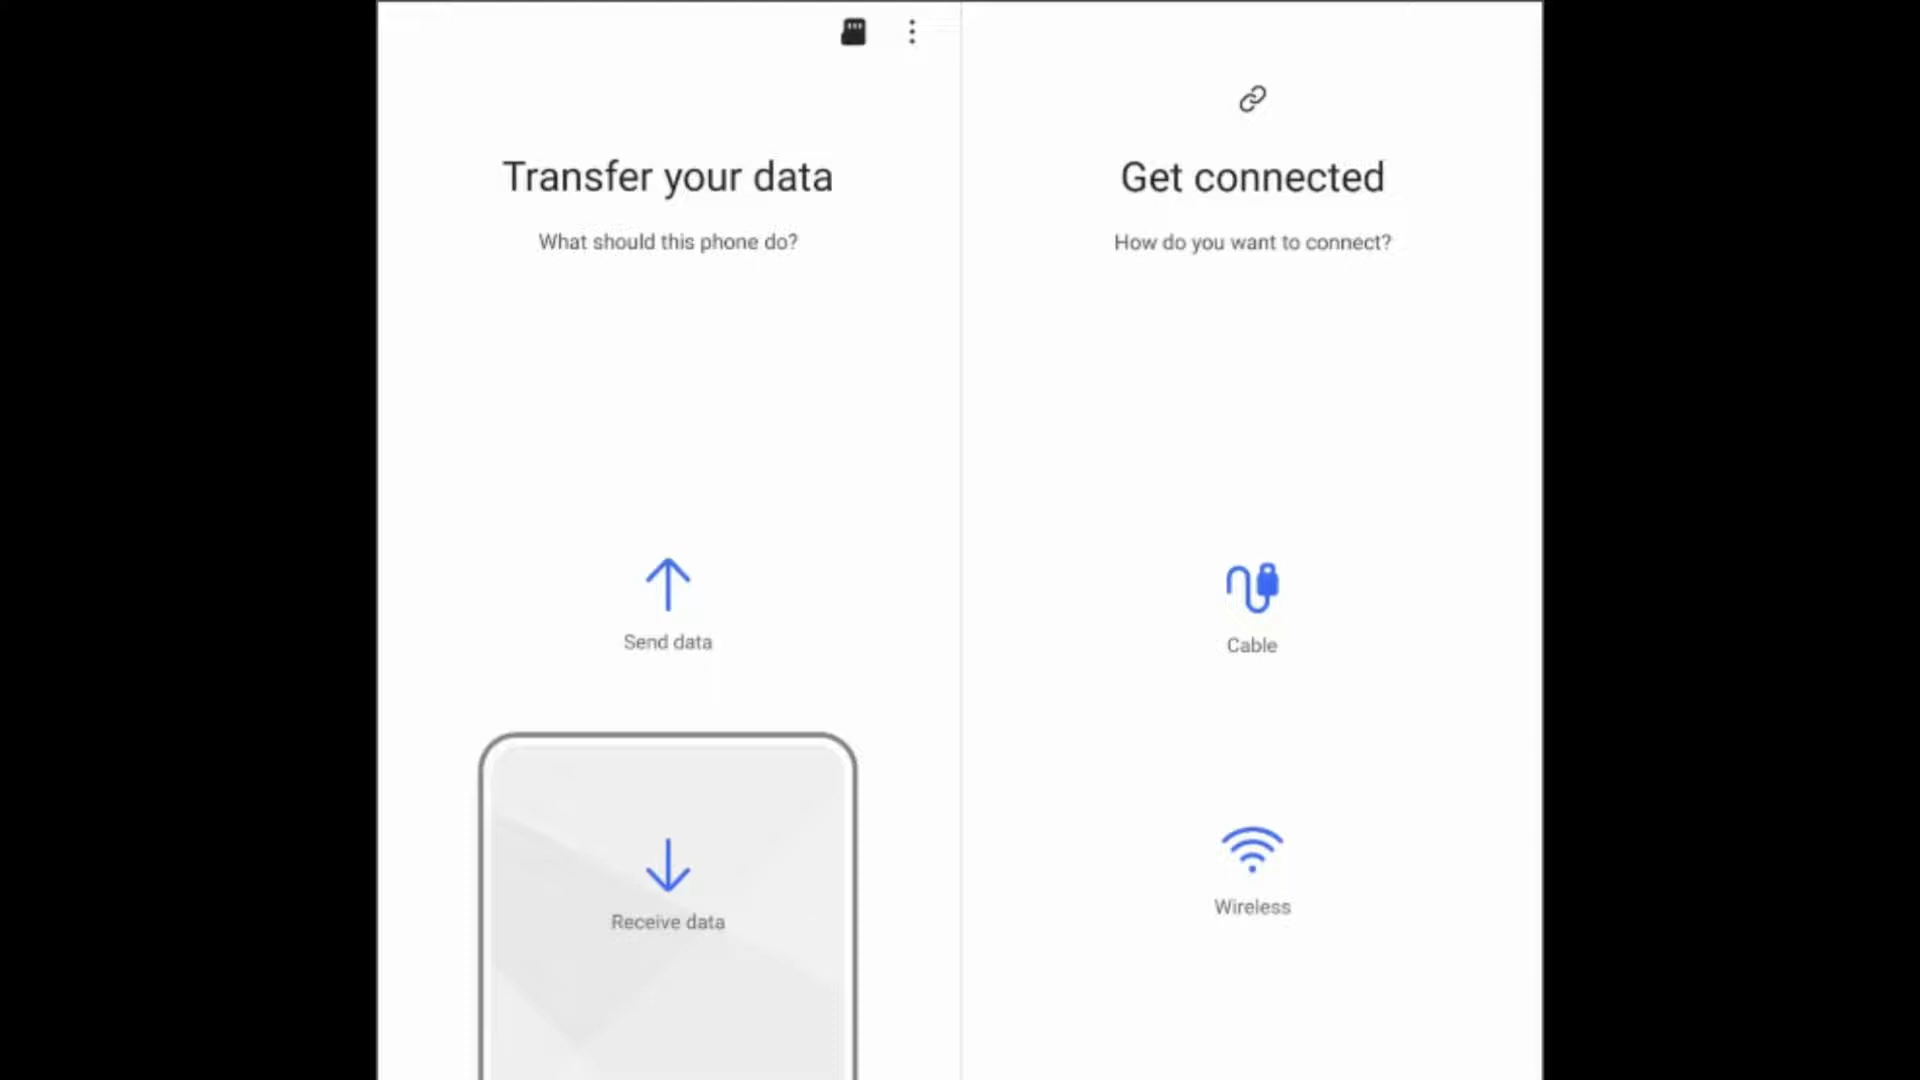 Transfer your data
What should this phone do?
Send data
Receive data
Get connected
How do you want to connect?
Cable
Wireless